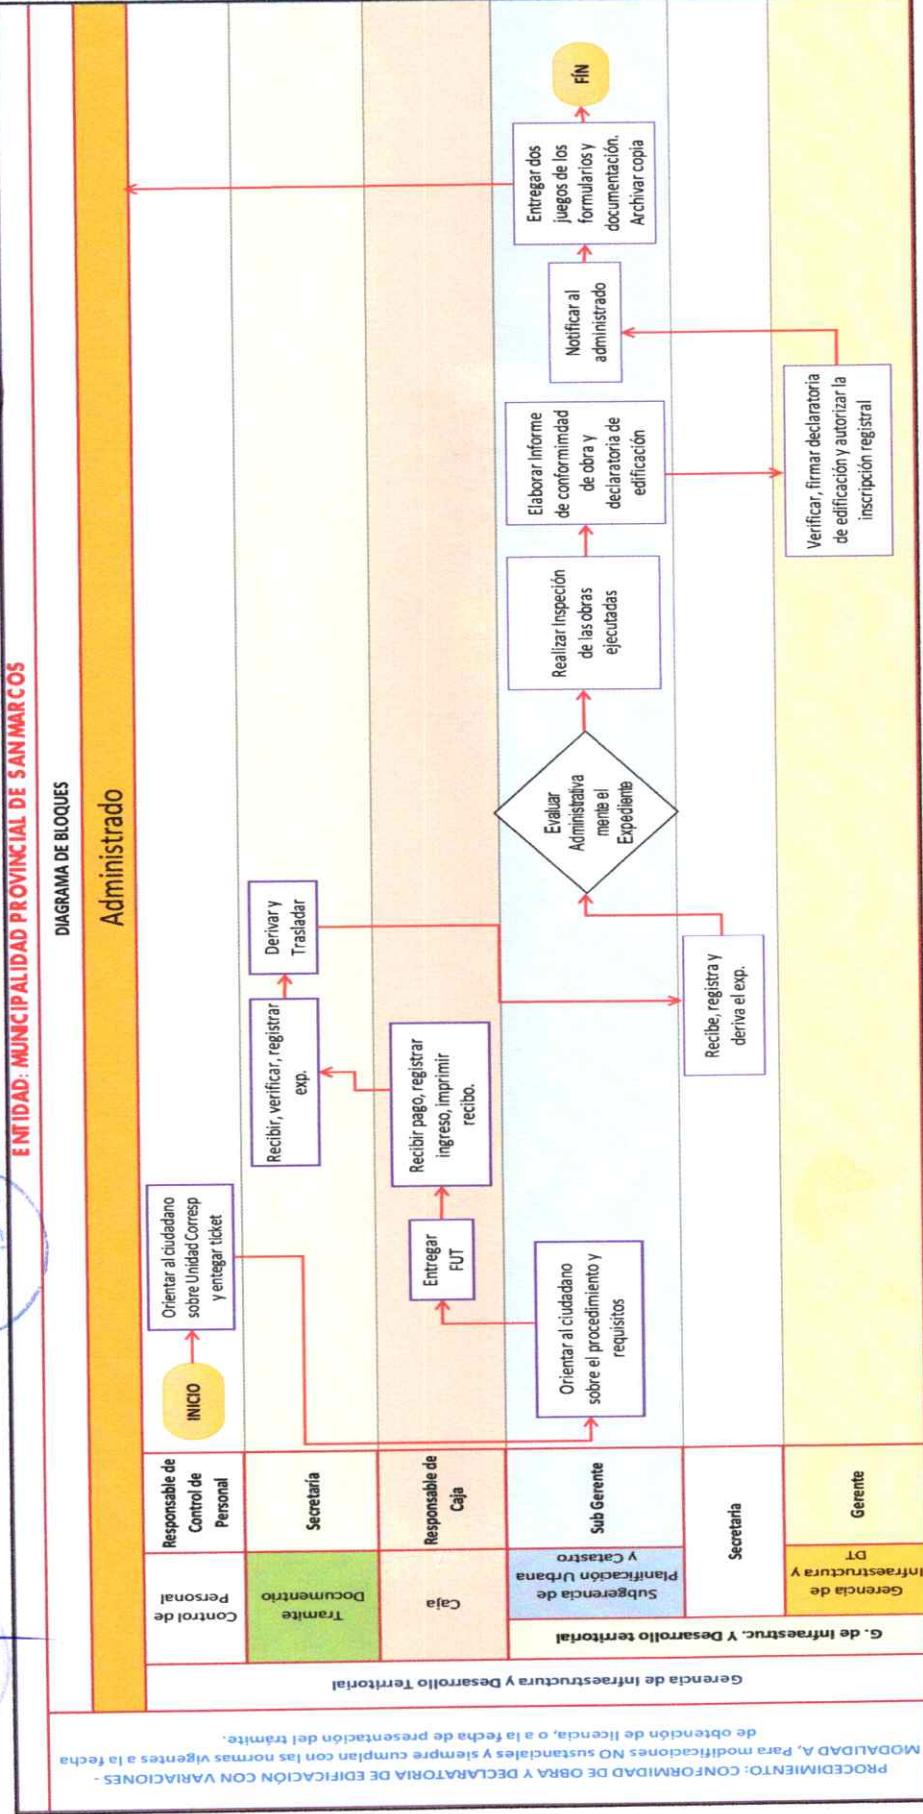 ENTIDAD: MUNICIPALIDAD PROVINCIAL DE SAN MARCOS
DIAGRAMA DE BLOQUES
Administrado
PROCEDIMIENTO: CONFORMIDAD DE OBRA Y DECLARATORIA DE EDIFICACIÓN CON VARIACIONES -
MODALIDAD A, Para modificaciones NO sustanciales y siempre cumplan con las normas vigentes a la fecha
de obtención de licencia, o a la fecha de presentación del trámite.
Gerencia de Infraestructura y Desarrollo Territorial
Control de
Personal
Responsable de
Control de
Personal
INICIO
Orientar al ciudadano
sobre Unidad Corresp
y entegar ticket
Tramite
Documentrio
Secretaría
Recibir, verificar, registrar
exp.
Derivar y
Trasladar
Caja
Responsable de
Caja
Entregar
FUT
Recibir pago, registrar
ingreso, imprimir
recibo.
G. de Infraestruc. Y Desarrollo territorial
Subgerencia de
Planificación Urbana
y Catastro
Sub Gerente
Orientar al ciudadano
sobre el procedimiento y
requisitos
Evaluar
Administrativa
mente el
Expediente
Realizar Inspeción
de las obras
ejecutadas
Elaborar Informe
de conformimdad
de obra y
declaratoria de
edificación
Notificar al
administrado
Entregar dos
juegos de los
formularios y
documentación.
Archivar copia
FÍN
Secretaria
Recibe, registra y
deriva el exp.
Gerencia de
Infraestructura y
DT
Gerente
Verificar, firmar declaratoria
de edificación y autorizar la
inscripción registral